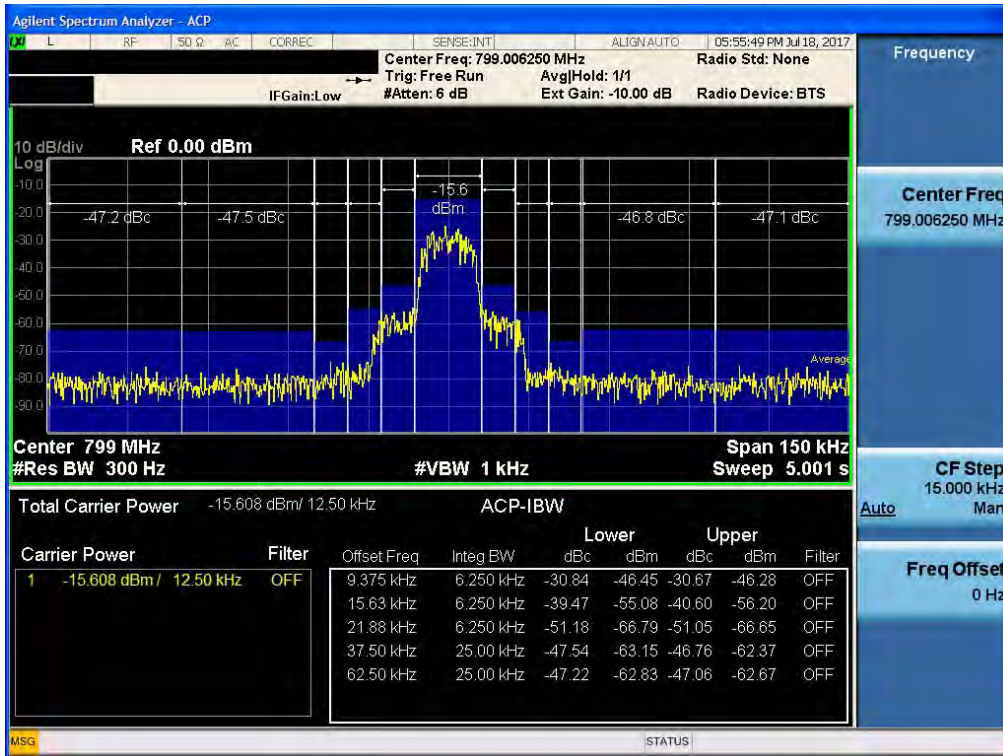 Agilent Spectrum Analyzer - ACP
LXI L RF 50 Ω AC CORREC SENSE:INT ALIGN AUTO 05:55:49 PM Jul 18, 2017
Center Freq: 799.006250 MHz Radio Std: None
Trig: Free Run Avg|Hold: 1/1
IFGain:Low #Atten: 6 dB Ext Gain: -10.00 dB Radio Device: BTS
10 dB/div Ref 0.00 dBm
Log
-10.0
-20.0
-30.0
-40.0
-50.0
-60.0
-70.0
-80.0
-90.0
-47.2 dBc -47.5 dBc -15.6 dBm -46.8 dBc -47.1 dBc
Average
Center 799 MHz Span 150 kHz
#Res BW 300 Hz #VBW 1 kHz Sweep 5.001 s
Total Carrier Power -15.608 dBm/ 12.50 kHz ACP-IBW
Lower Upper
Carrier Power Filter Offset Freq Integ BW dBc dBm dBc dBm Filter
1 -15.608 dBm / 12.50 kHz OFF 9.375 kHz 6.250 kHz -30.84 -46.45 -30.67 -46.28 OFF
15.63 kHz 6.250 kHz -39.47 -55.08 -40.60 -56.20 OFF
21.88 kHz 6.250 kHz -51.18 -66.79 -51.05 -66.65 OFF
37.50 kHz 25.00 kHz -47.54 -63.15 -46.76 -62.37 OFF
62.50 kHz 25.00 kHz -47.22 -62.83 -47.06 -62.67 OFF
MSG STATUS
Frequency
Center Freq
799.006250 MHz
CF Step
15.000 kHz
Auto Man
Freq Offset
0 Hz